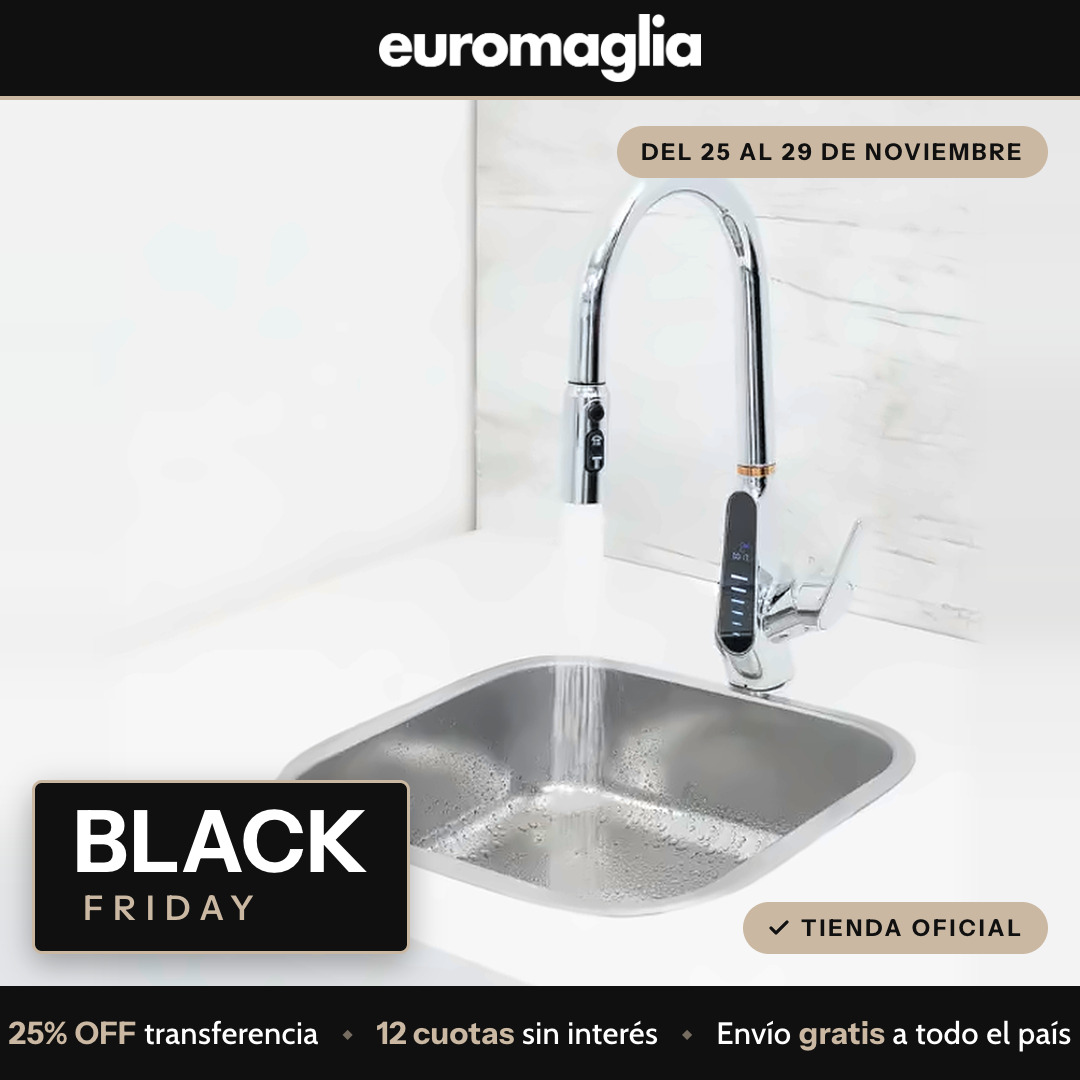 euromaglia
DEL 25 AL 29 DE NOVIEMBRE
BLACK
FRIDAY
TIENDA OFICIAL
25% OFF transferencia ◆ 12 cuotas sin interés ◆ Envío gratis a todo el país